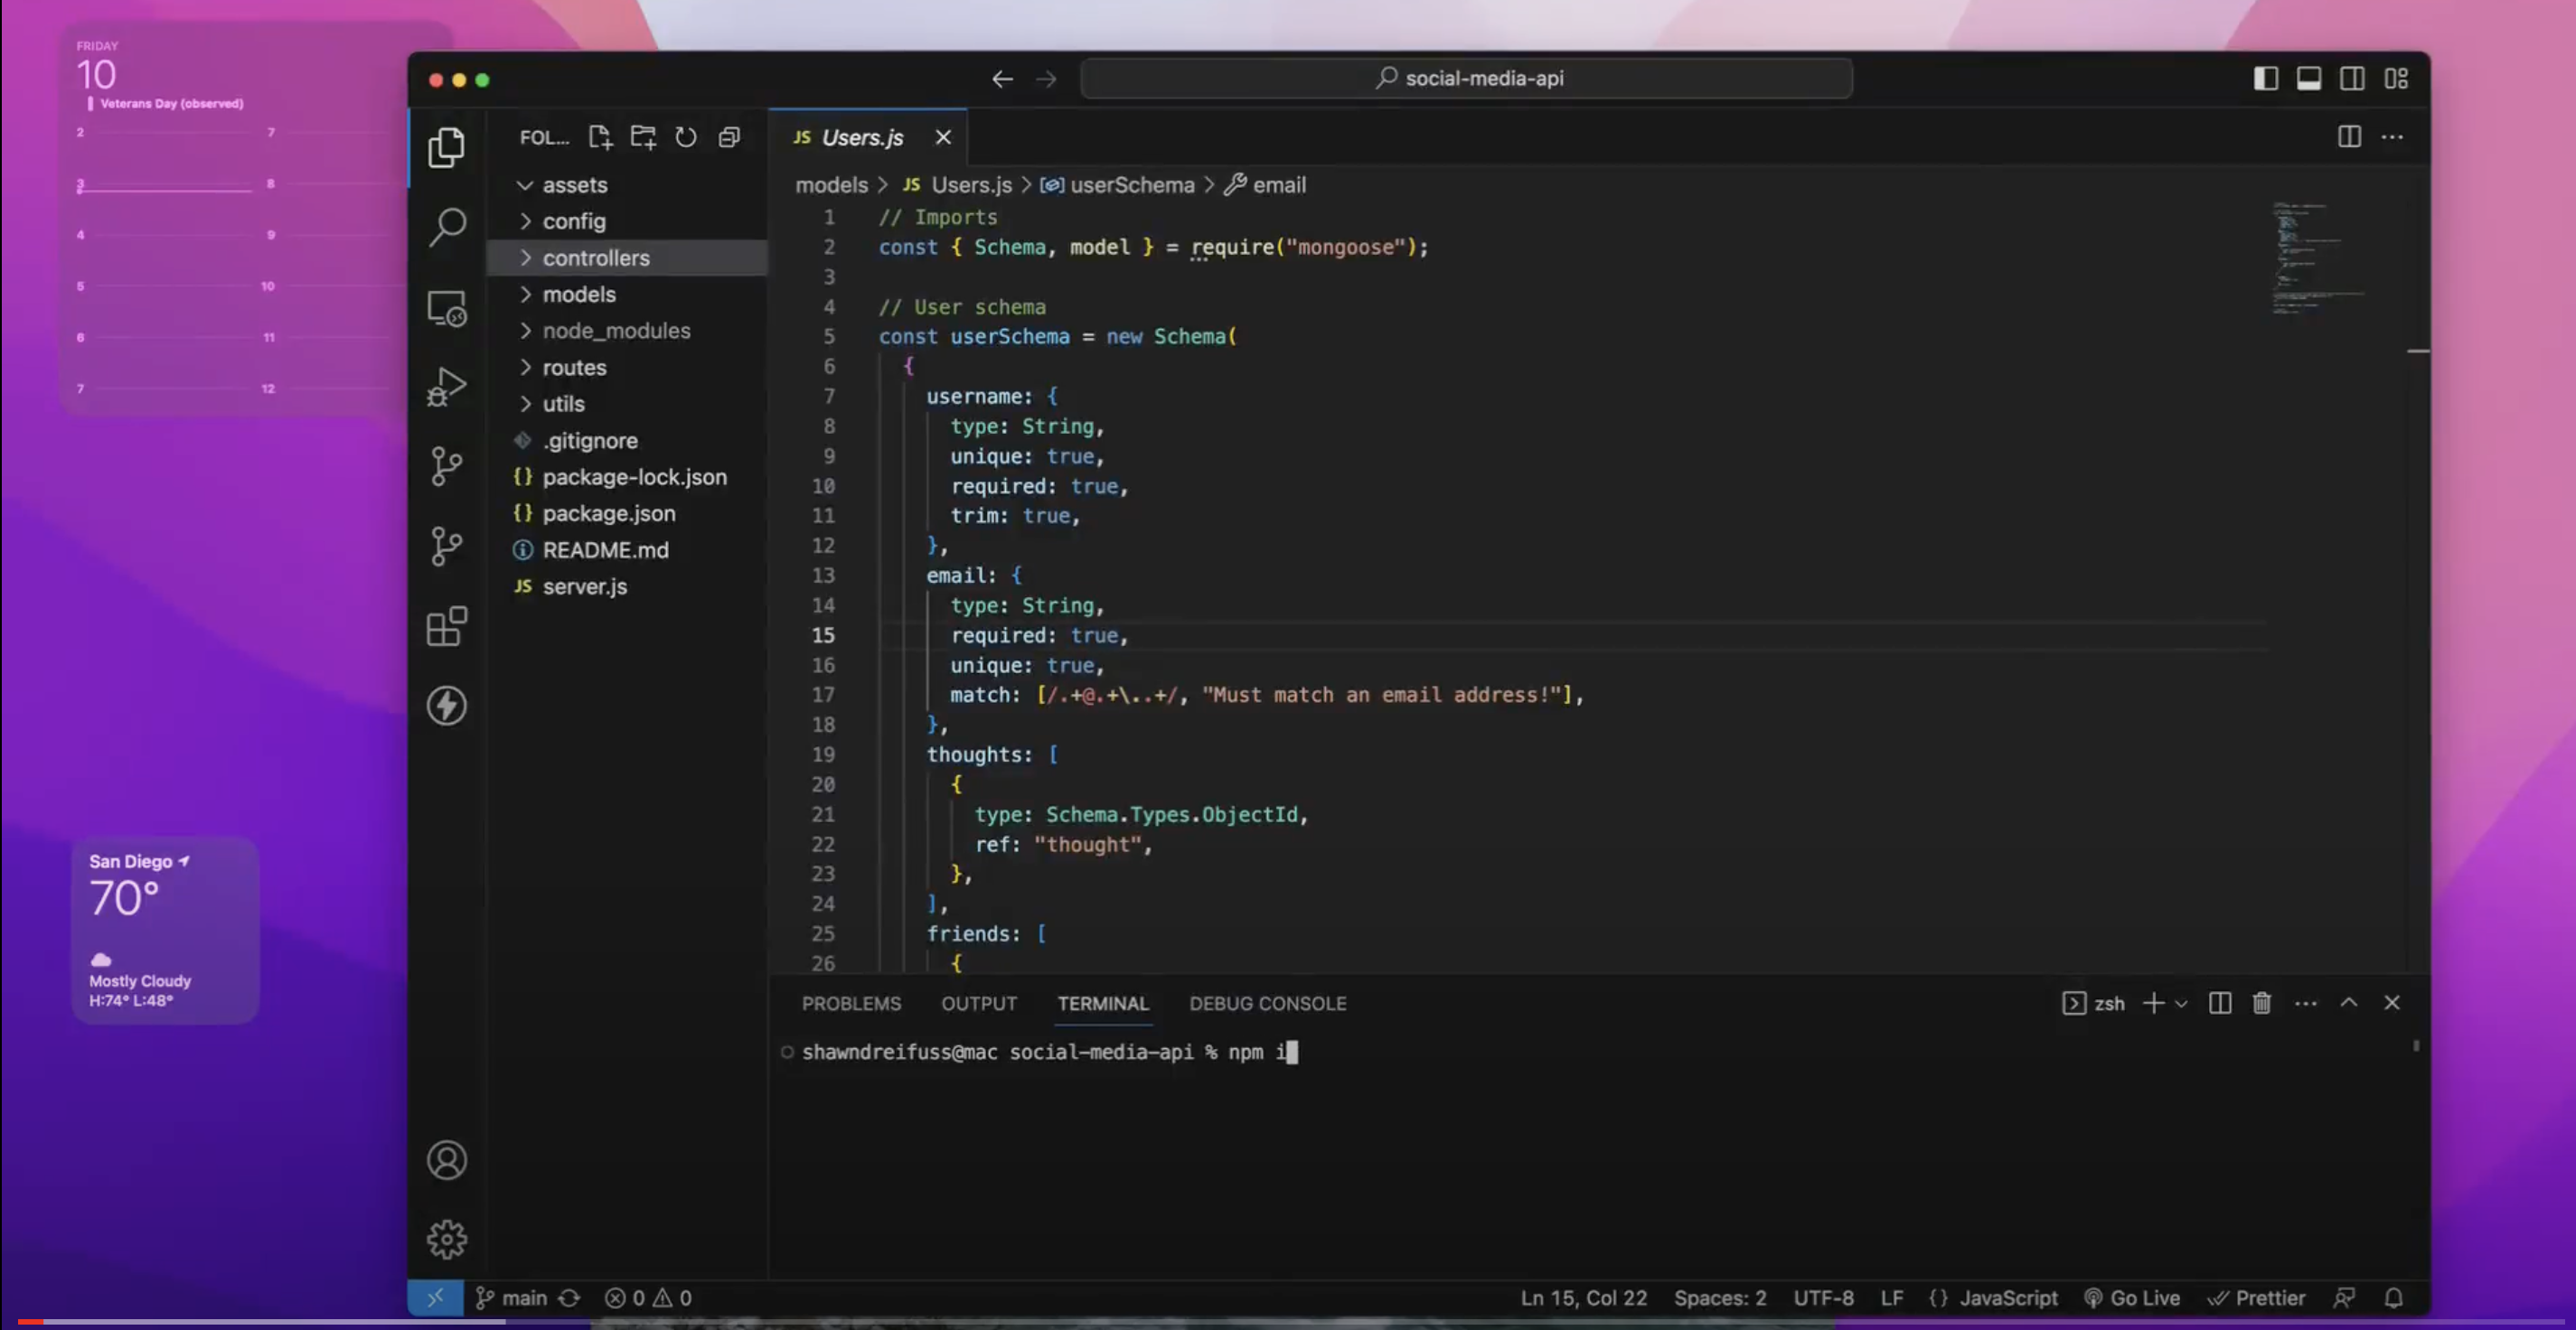 FRIDAY
10
Veterans Day (observed)
2
3
4
5
6
7
7
8
9
10
11
12
San Diego
70°
Mostly Cloudy
H:74° L:48°
social-media-api
FOL...
assets
config
controllers
models
node_modules
routes
utils
.gitignore
{} package-lock.json
{} package.json
README.md
JS server.js
JS Users.js
models > JS Users.js > userSchema > email
1 // Imports
2 const { Schema, model } = require("mongoose");
3
4 // User schema
5 const userSchema = new Schema(
6 {
7 username: {
8 type: String,
9 unique: true,
10 required: true,
11 trim: true,
12 },
13 email: {
14 type: String,
15 required: true,
16 unique: true,
17 match: [/.+@.+\..+/, "Must match an email address!"],
18 },
19 thoughts: [
20 {
21 type: Schema.Types.ObjectId,
22 ref: "thought",
23 },
24 ],
25 friends: [
26 {
PROBLEMS OUTPUT TERMINAL DEBUG CONSOLE
zsh
shawndreifuss@mac social-media-api % npm i
main 0 0
Ln 15, Col 22 Spaces: 2 UTF-8 LF {} JavaScript Go Live Prettier